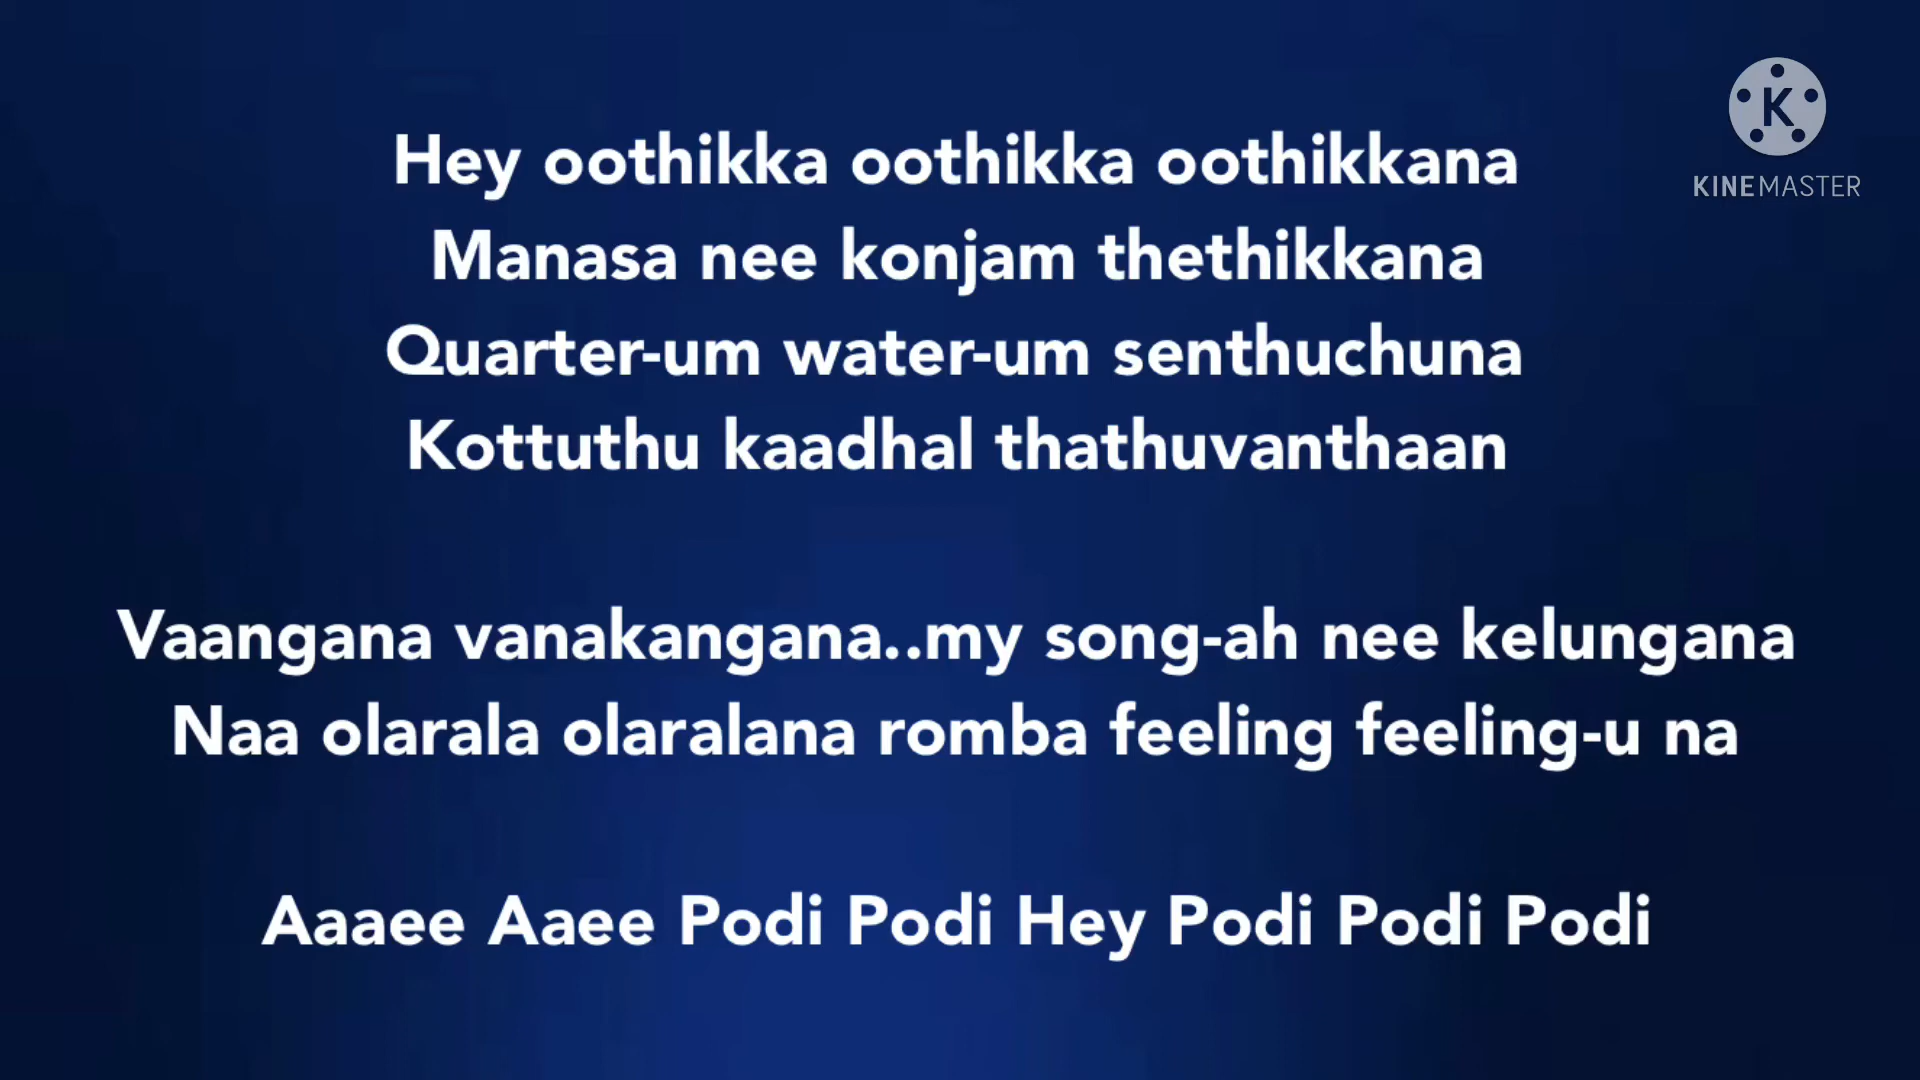 Hey oothikka oothikka oothikkana
Manasa nee konjam thethikkana
Quarter-um water-um senthuchuna
Kottuthu kaadhal thathuvanthaan
Vaangana vanakangana..my song-ah nee kelungana
Naa olarala olaralana romba feeling feeling-u na
Aaaee Aaee Podi Podi Hey Podi Podi Podi
K
KINEMASTER